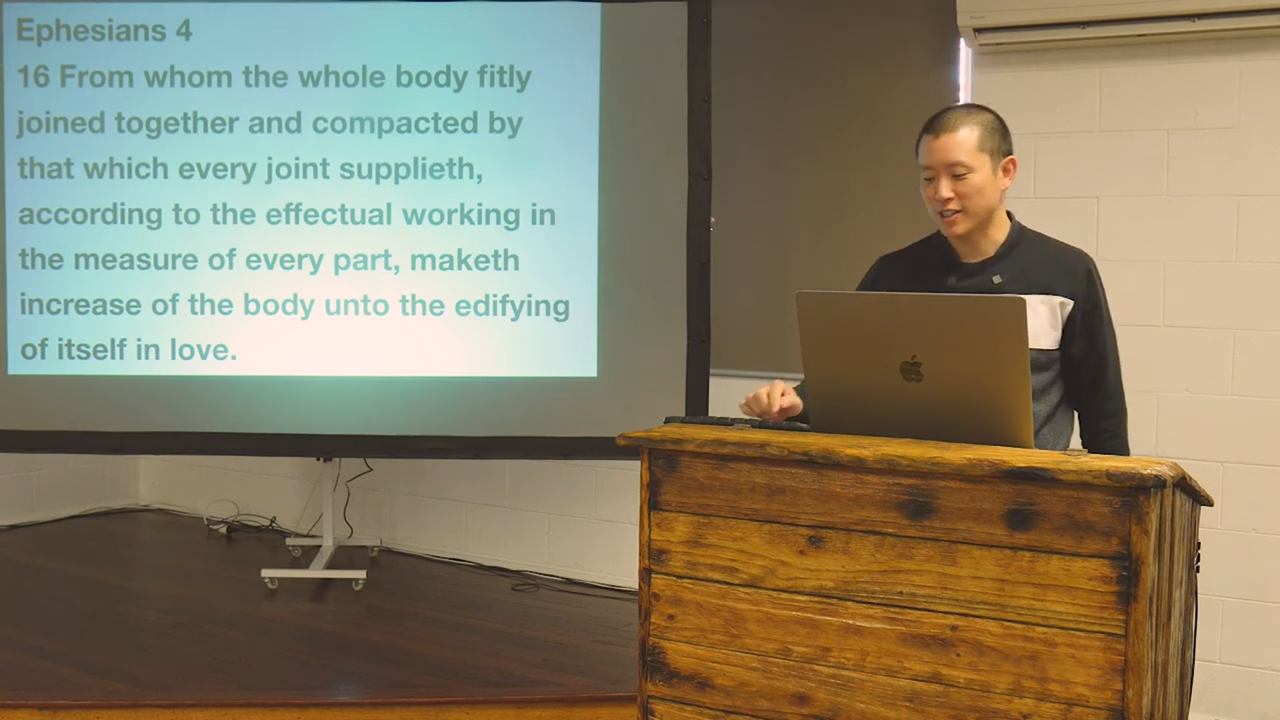 Ephesians 4
16 From whom the whole body fitly
joined together and compacted by
that which every joint supplieth,
according to the effectual working in
the measure of every part, maketh
increase of the body unto the edifying
of itself in love.